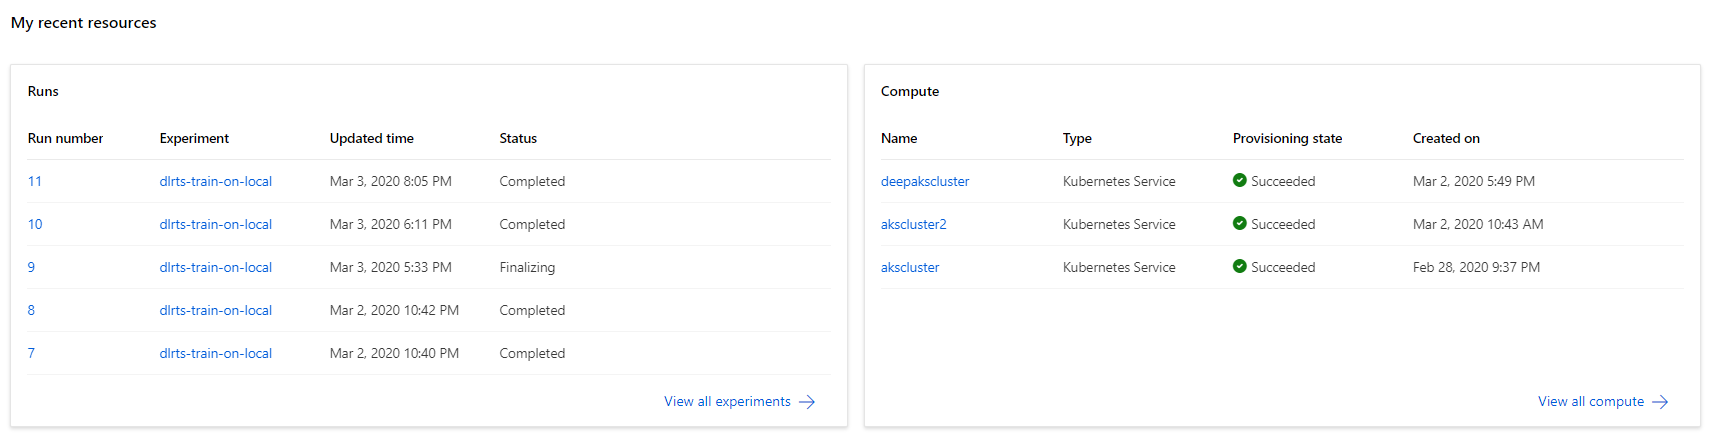 My recent resources
Runs
Run number Experiment Updated time Status
11 dlrts-train-on-local Mar 3, 2020 8:05 PM Completed
10 dlrts-train-on-local Mar 3, 2020 6:11 PM Completed
9 dlrts-train-on-local Mar 3, 2020 5:33 PM Finalizing
8 dlrts-train-on-local Mar 2, 2020 10:42 PM Completed
7 dlrts-train-on-local Mar 2, 2020 10:40 PM Completed
View all experiments
Compute
Name Type Provisioning state Created on
deepakscluster Kubernetes Service Succeeded Mar 2, 2020 5:49 PM
akscluster2 Kubernetes Service Succeeded Mar 2, 2020 10:43 AM
akscluster Kubernetes Service Succeeded Feb 28, 2020 9:37 PM
View all compute